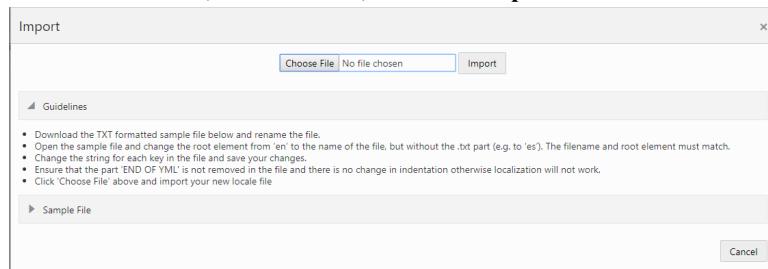 Import
×
Choose File No file chosen Import
Guidelines
Download the TXT formatted sample file below and rename the file.
Open the sample file and change the root element from 'en' to the name of the file, but without the .txt part (e.g. to 'es'). The filename and root element must match.
Change the string for each key in the file and save your changes.
Ensure that the part 'END OF YML' is not removed in the file and there is no change in indentation otherwise localization will not work.
Click 'Choose File' above and import your new locale file
Sample File
Cancel